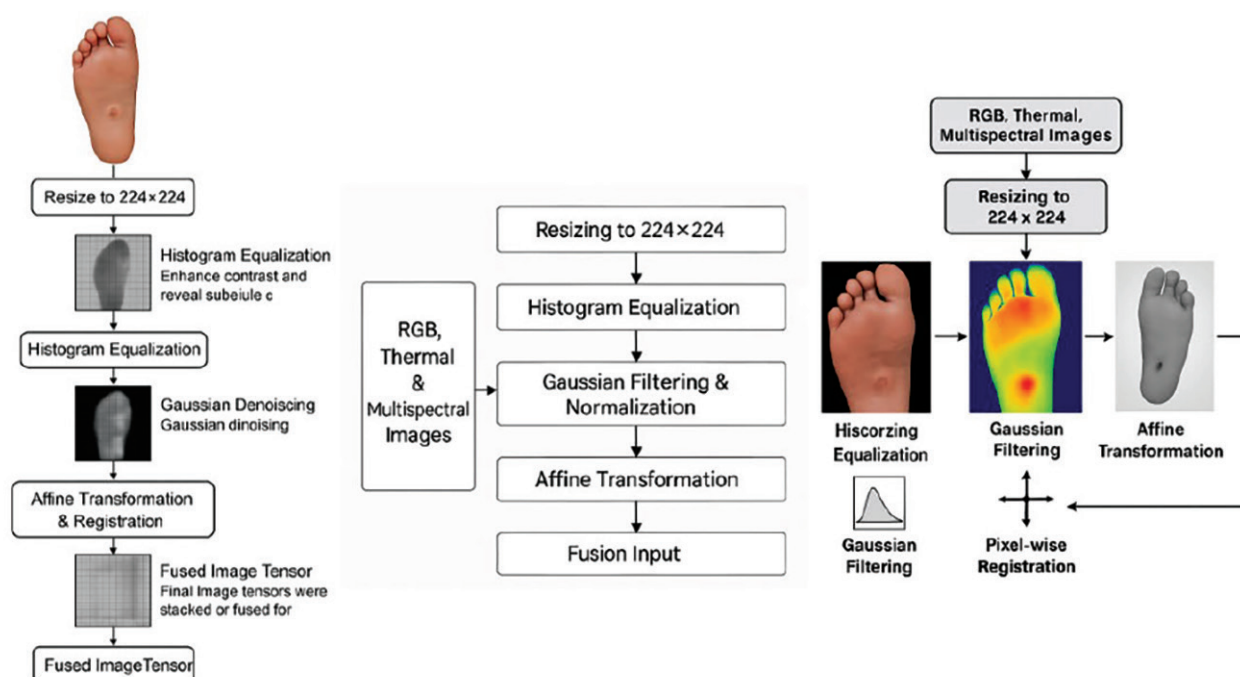 Resize to 224×224
Histogram Equalization
Enhance contrast and
reveal subeiule c
Histogram Equalization
Gaussian Denoiscing
Gaussian dinoising
Affine Transformation
& Registration
Fused Image Tensor
Final Image tensors were
stacked or fused for
Fused ImageTensor
RGB,
Thermal
&
Multispectral
Images
Resizing to 224×224
Histogram Equalization
Gaussian Filtering &
Normalization
Affine Transformation
Fusion Input
RGB, Thermal,
Multispectral Images
Resizing to
224 x 224
Hiscorzing
Equalization
Gaussian
Filtering
Affine
Transformation
Gaussian
Filtering
Pixel-wise
Registration